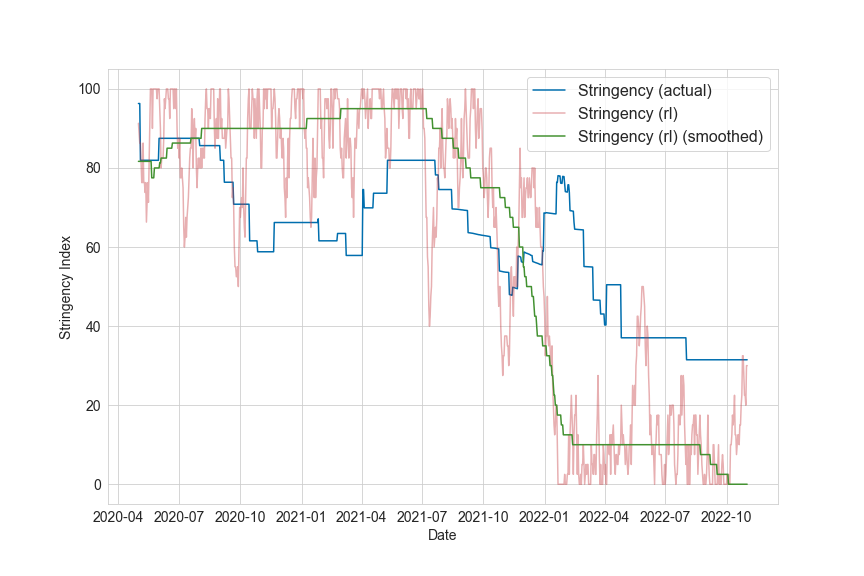 Stringency (actual)
Stringency (rl)
Stringency (rl) (smoothed)
Stringency Index
100
80
60
40
20
0
2020-04 2020-07 2020-10 2021-01 2021-04 2021-07 2021-10 2022-01 2022-04 2022-07 2022-10
Date